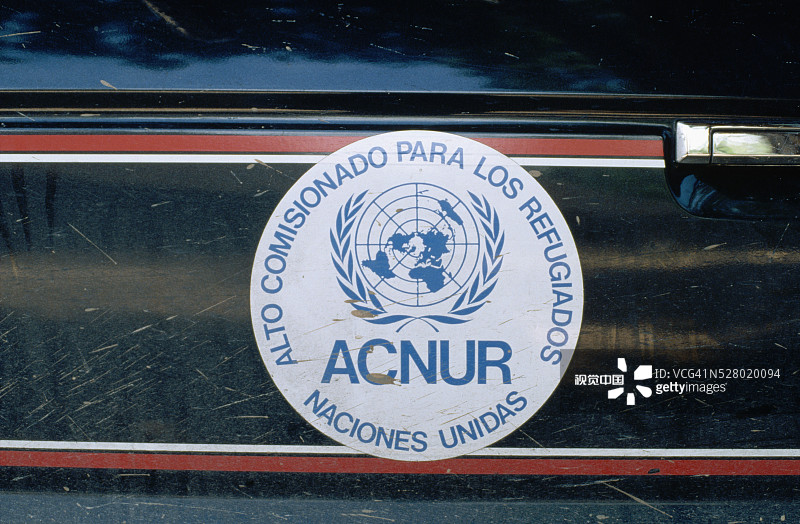 ALTO COMISIONADO PARA LOS REFUGIADOS
ACNUR
NACIONES UNIDAS
视觉中国
ID: VCG41N528020094
gettyimages